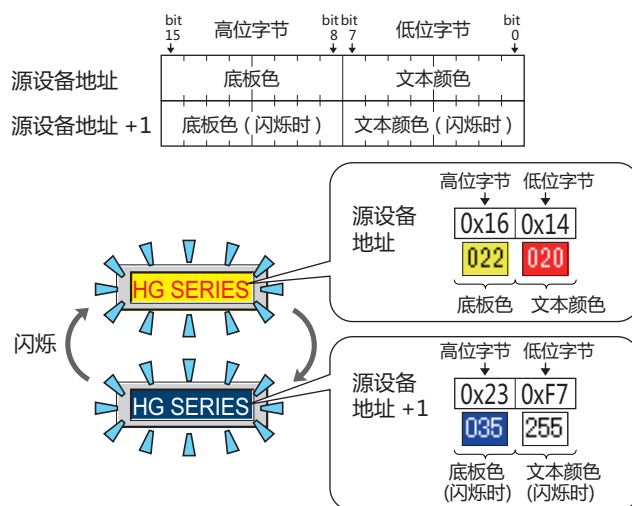 bit 15 高位字节 bit 8 bit 7 低位字节 bit 0
源设备地址 底板色 文本颜色
源设备地址 +1 底板色 ( 闪烁时 ) 文本颜色 ( 闪烁时 )
高位字节 低位字节
源设备
地址
0x16 0x14
022 020
底板色 文本颜色
HG SERIES
闪烁
HG SERIES
高位字节 低位字节
源设备
地址 +1
0x23 0xF7
035 255
底板色 文本颜色
(闪烁时) (闪烁时)